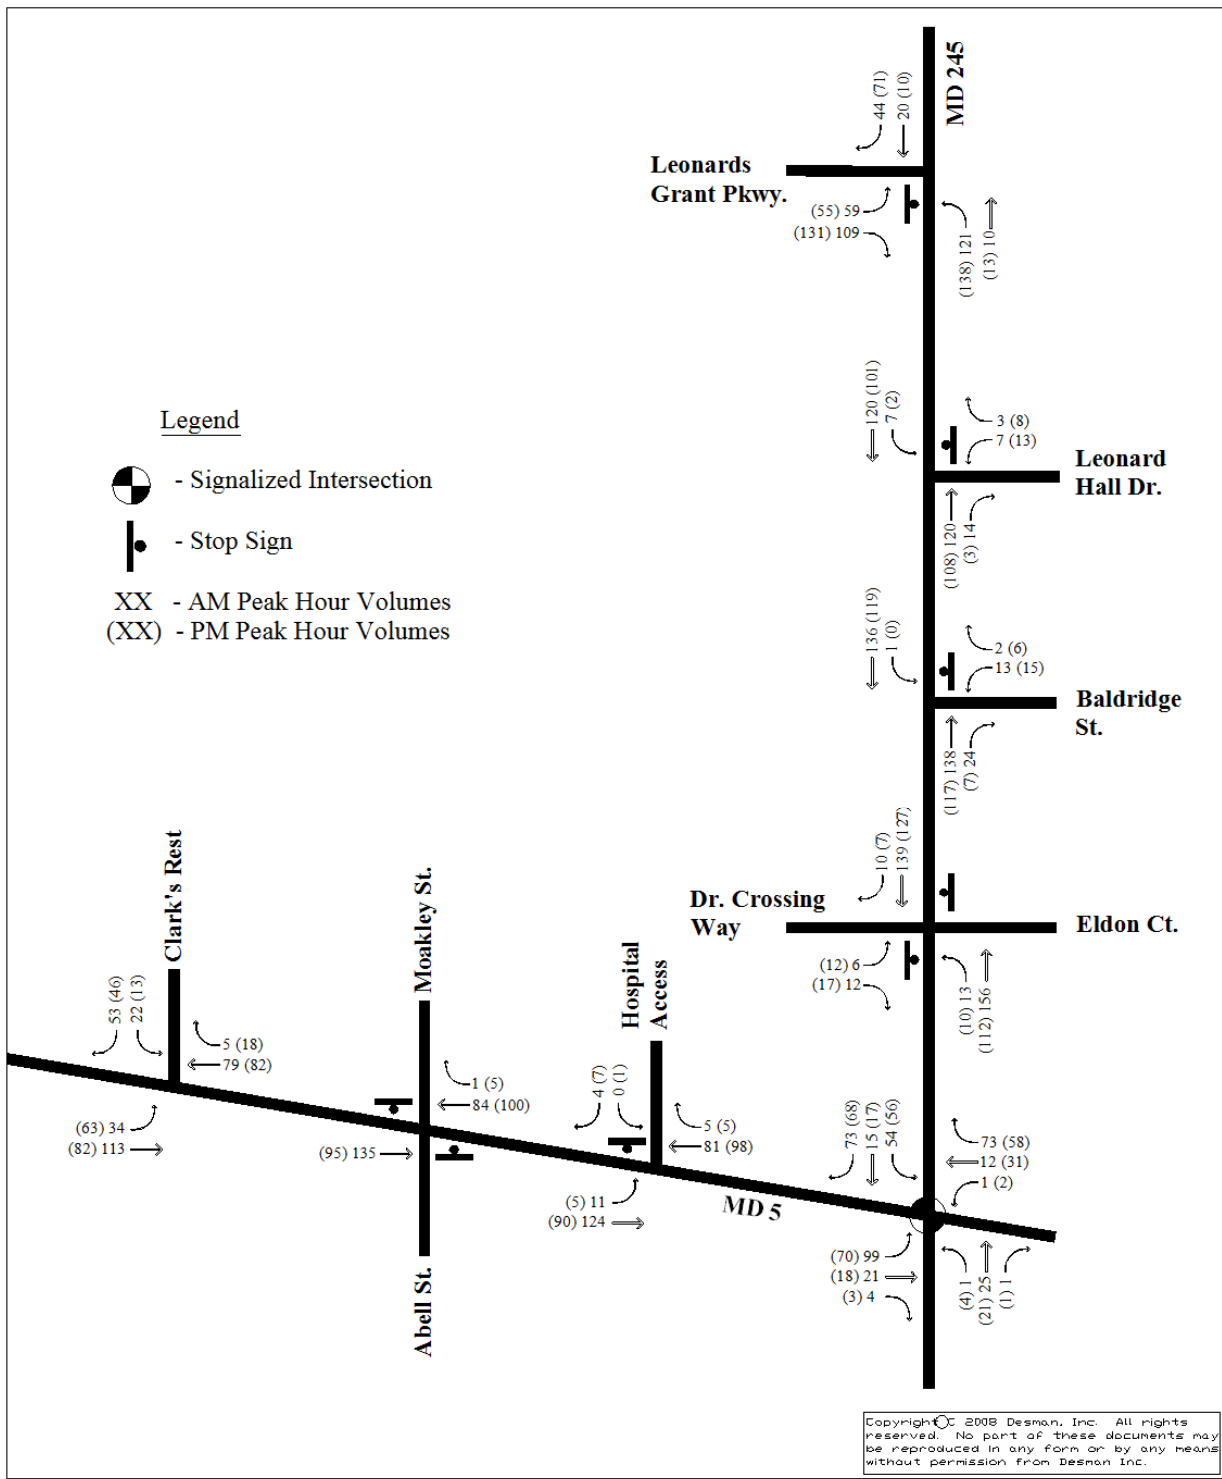 MD 245
44 (71)
20 (10)
Leonards
Grant Pkwy.
(55) 59
(131) 109
(138) 121
(13) 10
120 (101)
7 (2)
3 (8)
7 (13)
Leonard
Hall Dr.
(108) 120
(3) 14
Legend
- Signalized Intersection
- Stop Sign
XX - AM Peak Hour Volumes
(XX) - PM Peak Hour Volumes
136 (119)
1 (0)
2 (6)
13 (15)
Baldridge
St.
(117) 138
(7) 24
10 (7)
139 (127)
Dr. Crossing
Way
Eldon Ct.
(12) 6
(17) 12
(10) 13
(112) 156
Clark's Rest
53 (46)
22 (13)
5 (18)
79 (82)
(63) 34
(82) 113
Moakley St.
1 (5)
84 (100)
(95) 135
Abell St.
Hospital
Access
4 (7)
0 (1)
5 (5)
81 (98)
(5) 11
(90) 124
MD 5
73 (68)
15 (17)
54 (56)
73 (58)
12 (31)
1 (2)
(70) 99
(18) 21
(3) 4
(4) 1
(21) 25
(1) 1
Copyright C 2008 Desman, Inc. All rights
reserved. No part of these documents may
be reproduced in any form or by any means
without permission from Desman Inc.